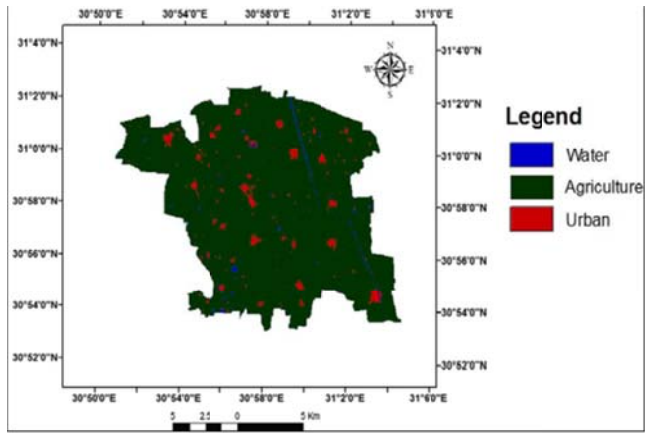 30°50'0"E 30°54'0"E 30°58'0"E 31°2'0"E 31°6'0"E
31°4'0"N 31°4'0"N
N
W E
S
31°2'0"N 31°2'0"N
Legend
31°0'0"N 31°0'0"N
Water
Agriculture
30°58'0"N 30°58'0"N
Urban
30°56'0"N 30°56'0"N
30°54'0"N 30°54'0"N
30°52'0"N 30°52'0"N
30°50'0"E 30°54'0"E 30°58'0"E 31°2'0"E 31°6'0"E
5 2.5 0 5 Km